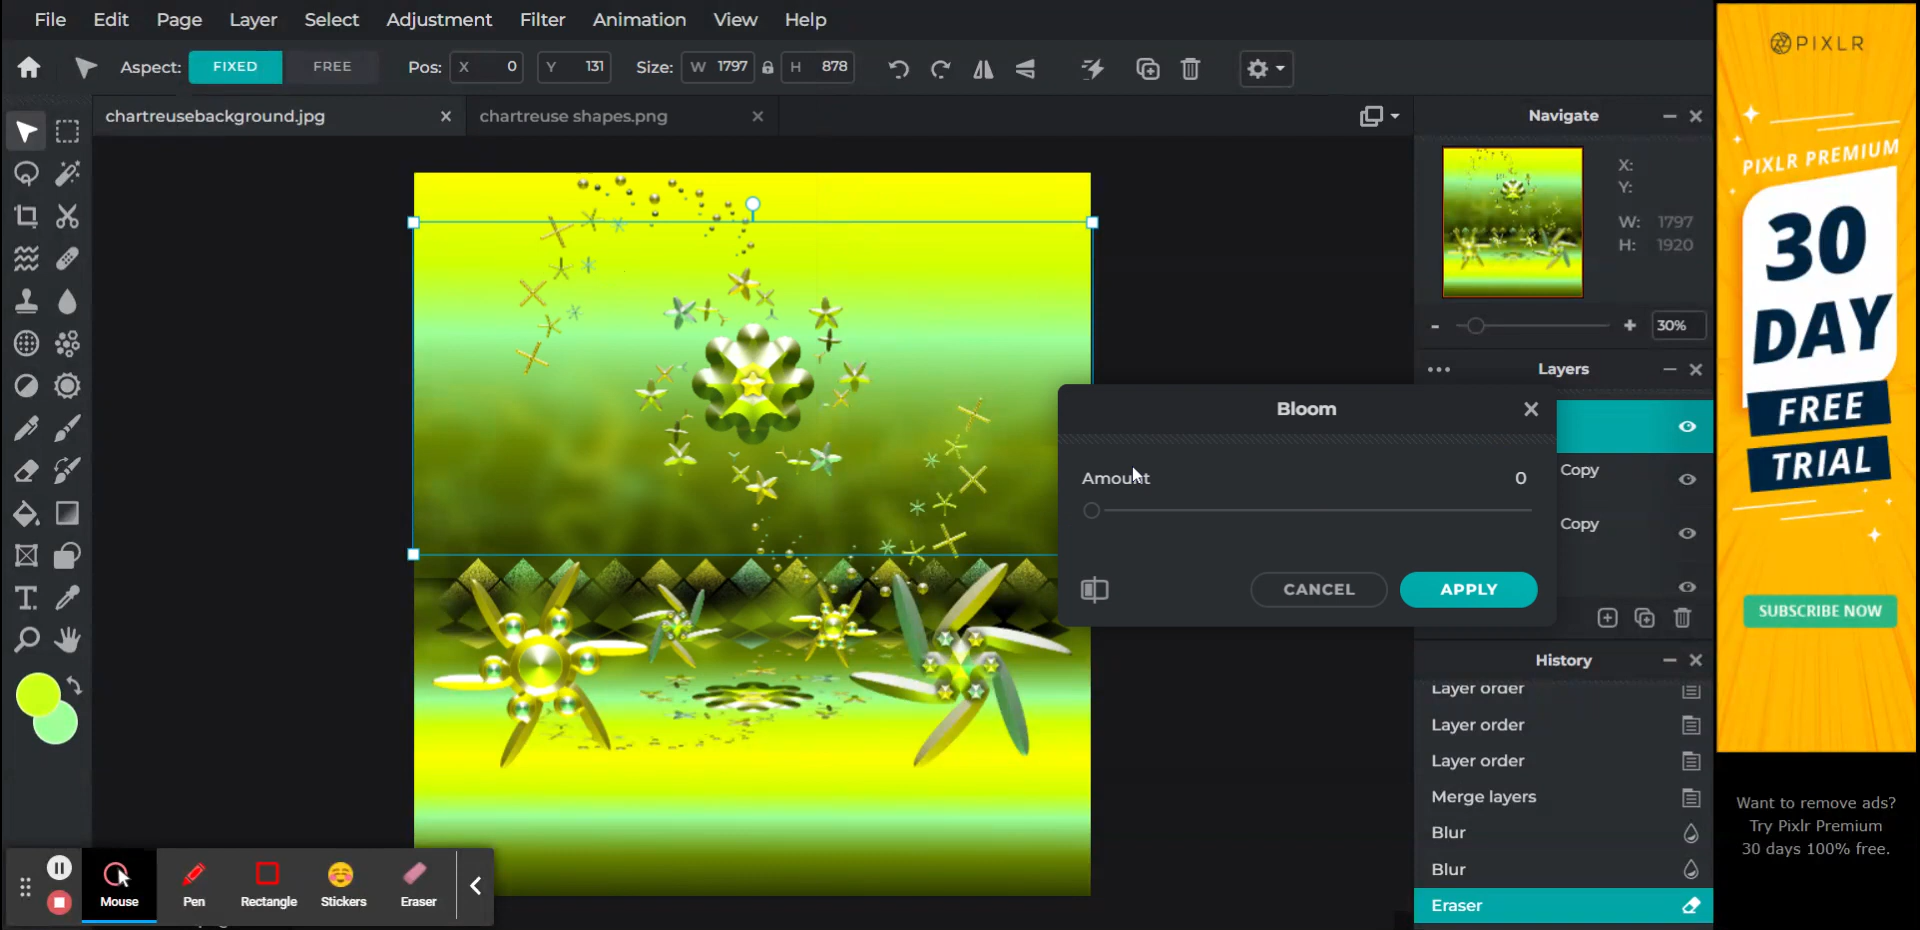 File Edit Page Layer Select Adjustment Filter Animation View Help
Aspect: FIXED FREE Pos: X 0 Y 131 Size: W 1797 H 878
chartreusebackground.jpg
chartreuse shapes.png
Navigate
X:
Y:
W: 1797
H: 1920
30%
Layers
Copy
Copy
Bloom
Amount 0
CANCEL APPLY
History
Layer order
Layer order
Layer order
Merge layers
Blur
Blur
Eraser
Mouse Pen Rectangle Stickers Eraser
PIXLR
PIXLR PREMIUM
30
DAY
FREE
TRIAL
SUBSCRIBE NOW
Want to remove ads?
Try Pixlr Premium
30 days 100% free.